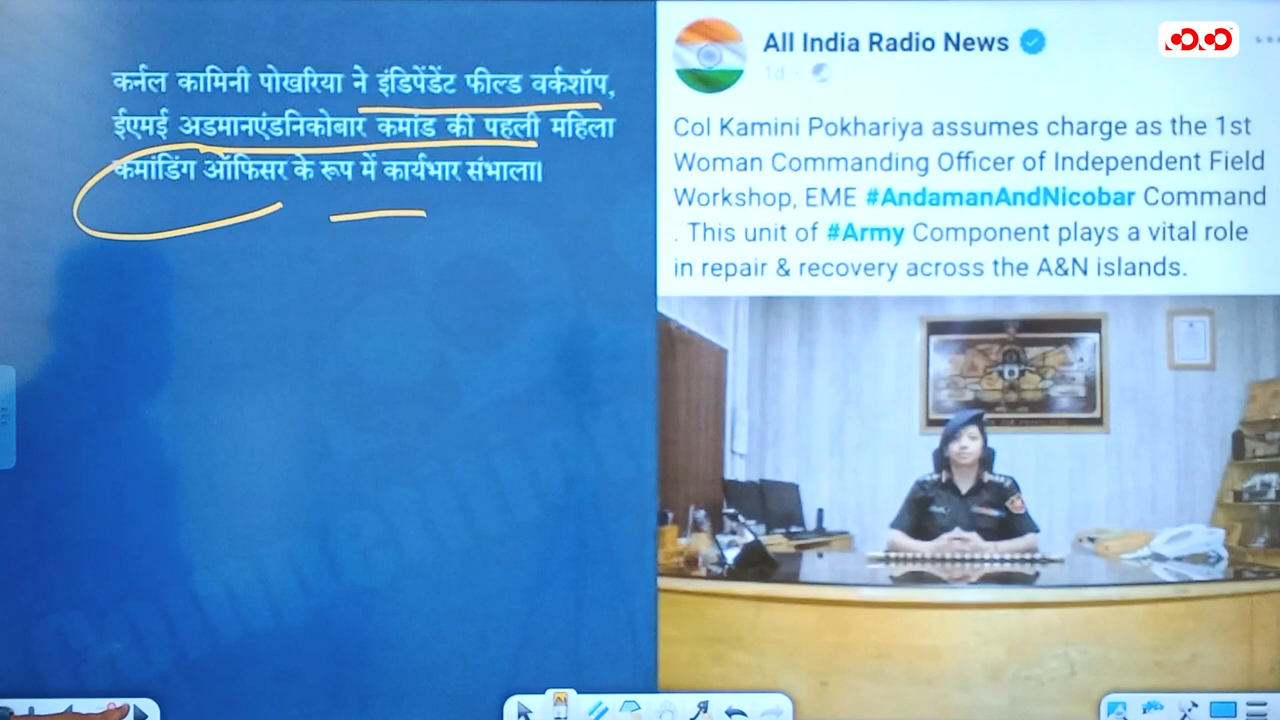 कर्नल कामिनी पोखरिया ने इंडिपेंडेंट फील्ड वर्कशॉप,
ईएमई अडमानएंडनिकोबार कमांड की पहली महिला
कमांडिंग ऑफिसर के रूप में कार्यभार संभाला।
All India Radio News
1d
Col Kamini Pokhariya assumes charge as the 1st
Woman Commanding Officer of Independent Field
Workshop, EME #AndamanAndNicobar Command
. This unit of #Army Component plays a vital role
in repair & recovery across the A&N islands.